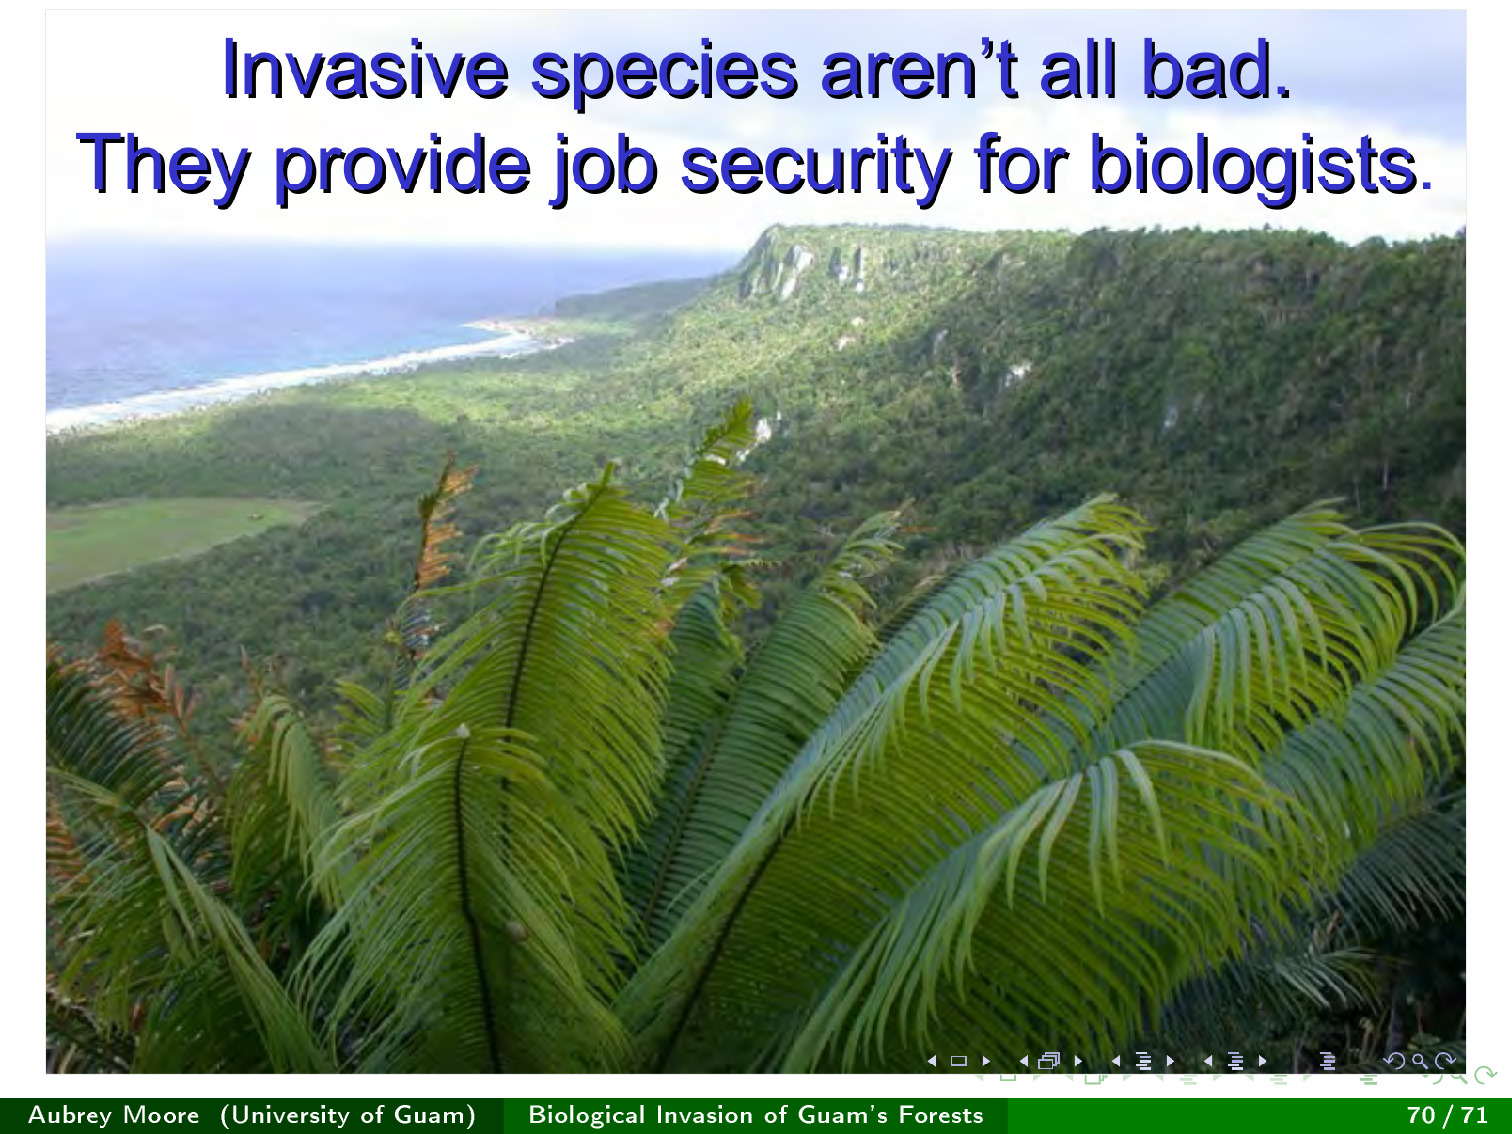 Invasive species aren't all bad.
They provide job security for biologists.
Aubrey Moore (University of Guam) Biological Invasion of Guam's Forests 70 / 71